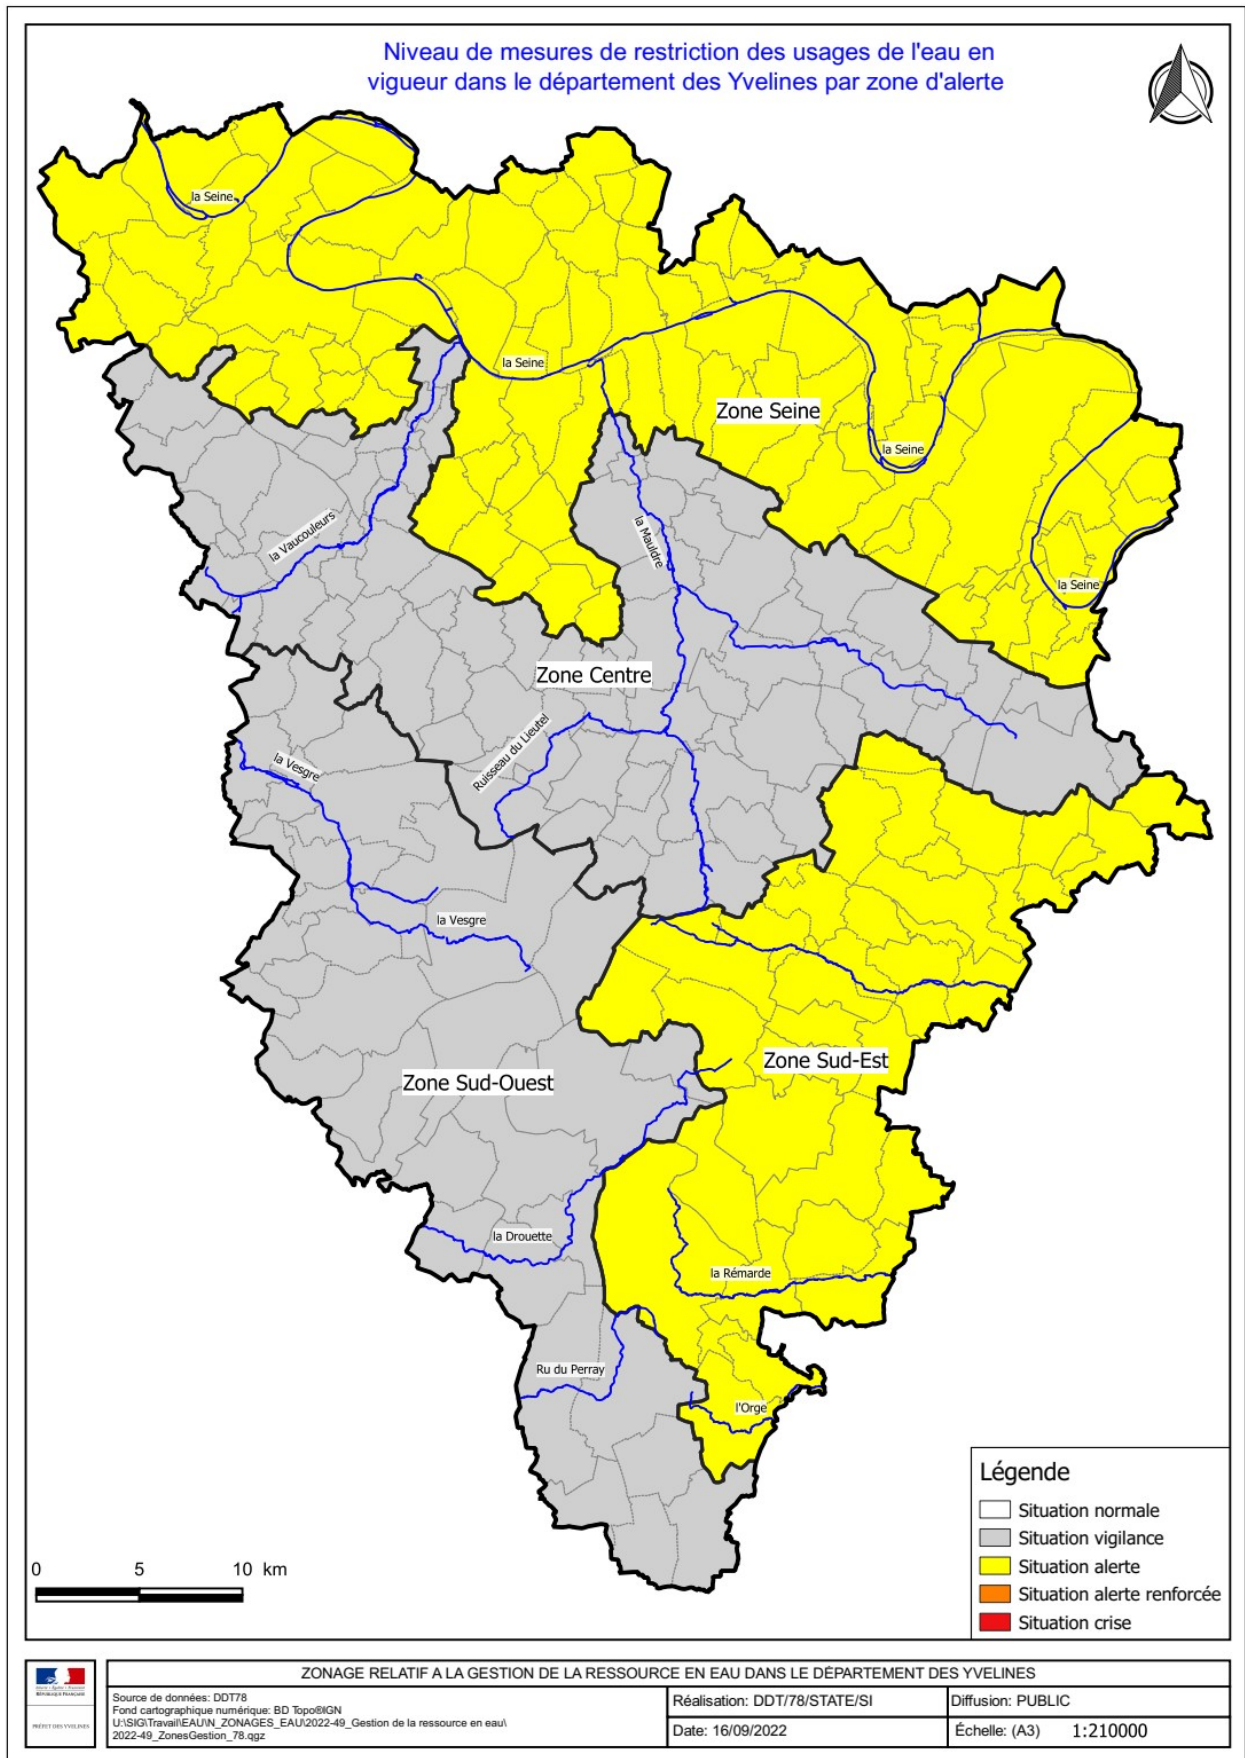 Niveau de mesures de restriction des usages de l'eau en
vigueur dans le département des Yvelines par zone d'alerte
la Seine
la Seine
Zone Seine
la Seine
la Vaucouleurs
la Mauldre
la Seine
Zone Centre
Ruisseau du Lieutel
la Vesgre
la Vesgre
Zone Sud-Est
Zone Sud-Ouest
la Drouette
la Rémarde
Ru du Perray
l'Orge
Légende
Situation normale
Situation vigilance
Situation alerte
Situation alerte renforcée
Situation crise
0 5 10 km
ZONAGE RELATIF A LA GESTION DE LA RESSOURCE EN EAU DANS LE DÉPARTEMENT DES YVELINES
RÉPUBLIQUE FRANÇAISE
PRÉFET DES YVELINES
Source de données: DDT78
Fond cartographique numérique: BD Topo®IGN
U:\SIG\Travail\EAU\N_ZONAGES_EAU\2022-49_Gestion de la ressource en eau\
2022-49_ZonesGestion_78.qgz
Réalisation: DDT/78/STATE/SI
Diffusion: PUBLIC
Date: 16/09/2022
Échelle: (A3) 1:210000